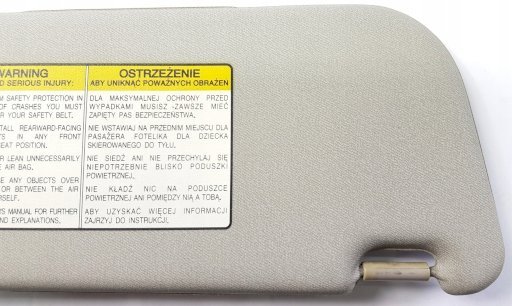 WARNING
D SERIOUS INJURY:
M SAFETY PROTECTION IN
OF CRASHES YOU MUST
R YOUR SAFETY BELT.
TALL REARWARD-FACING
TS IN ANY FRONT
EAT POSITION.
R LEAN UNNECESSARILY
E AIR BAG.
E ANY OBJECTS OVER
OR BETWEEN THE AIR
RSELF.
'S MANUAL FOR FURTHER
ND EXPLANATIONS.
OSTRZEŻENIE
ABY UNIKNĄĆ POWAŻNYCH OBRAŻEŃ
DLA MAKSYMALNEJ OCHRONY PRZED
WYPADKAMI MUSISZ -ZAWSZE MIEĆ
ZAPIĘTY PAS BEZPIECZEŃSTWA.
NIE WSTAWIAJ NA PRZEDNIM MIEJSCU DLA
PASAŻERA FOTELIKA DLA DZIECKA
SKIEROWANEGO DO TYŁU.
NIE SIEDŹ ANI NIE PRZECHYLAJ SIĘ
NIEPOTRZEBNIE BLISKO PODUSZKI
POWIETRZNEJ.
NIE KŁADŹ NIC NA PODUSZCE
POWIETRZNEJ ANI POMIĘDZY NIĄ A TOBĄ.
ABY UZYSKAĆ WIĘCEJ INFORMACJI
ZAJRZYJ DO INSTRUKCJI.